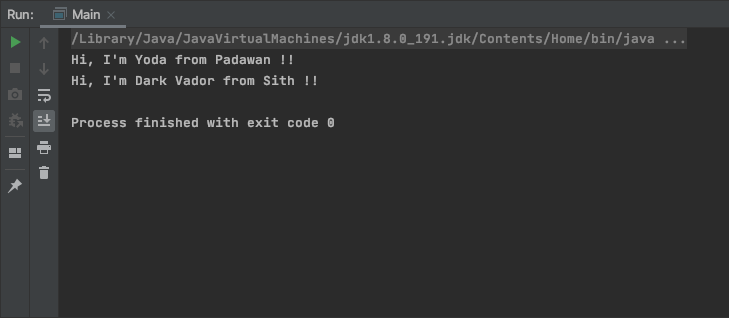 Run: Main
/Library/Java/JavaVirtualMachines/jdk1.8.0_191.jdk/Contents/Home/bin/java ...
Hi, I'm Yoda from Padawan !!
Hi, I'm Dark Vador from Sith !!
Process finished with exit code 0